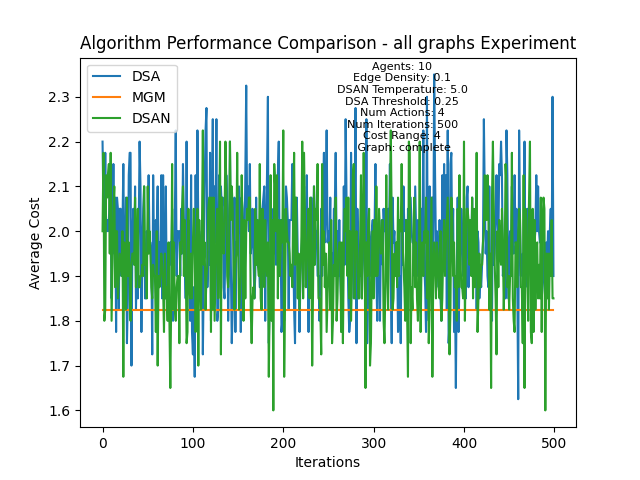 Algorithm Performance Comparison - all graphs Experiment
DSA
MGM
DSAN
Agents: 10
Edge Density: 0.1
DSAN Temperature: 5.0
DSA Threshold: 0.25
Num Actions: 4
Num Iterations: 500
Cost Range: 4
Graph: complete
Average Cost
2.3
2.2
2.1
2.0
1.9
1.8
1.7
1.6
0 100 200 300 400 500
Iterations